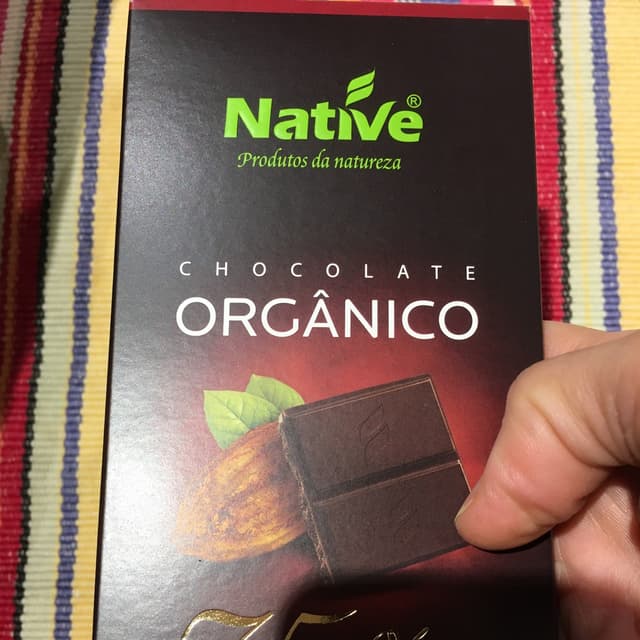 Native®
Produtos da natureza
CHOCOLATE
ORGÂNICO